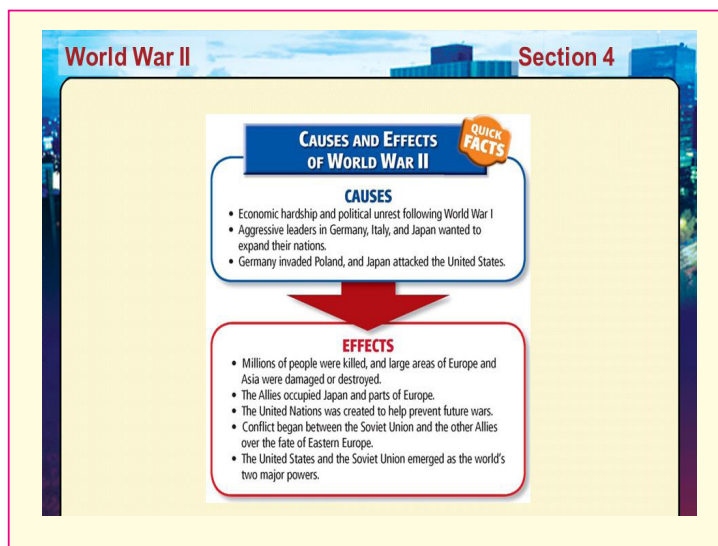 World War II
Section 4
QUICK
FACTS
CAUSES AND EFFECTS
OF WORLD WAR II
CAUSES
• Economic hardship and political unrest following World War I
• Aggressive leaders in Germany, Italy, and Japan wanted to
expand their nations.
• Germany invaded Poland, and Japan attacked the United States.
EFFECTS
• Millions of people were killed, and large areas of Europe and
Asia were damaged or destroyed.
• The Allies occupied Japan and parts of Europe.
• The United Nations was created to help prevent future wars.
• Conflict began between the Soviet Union and the other Allies
over the fate of Eastern Europe.
• The United States and the Soviet Union emerged as the world's
two major powers.